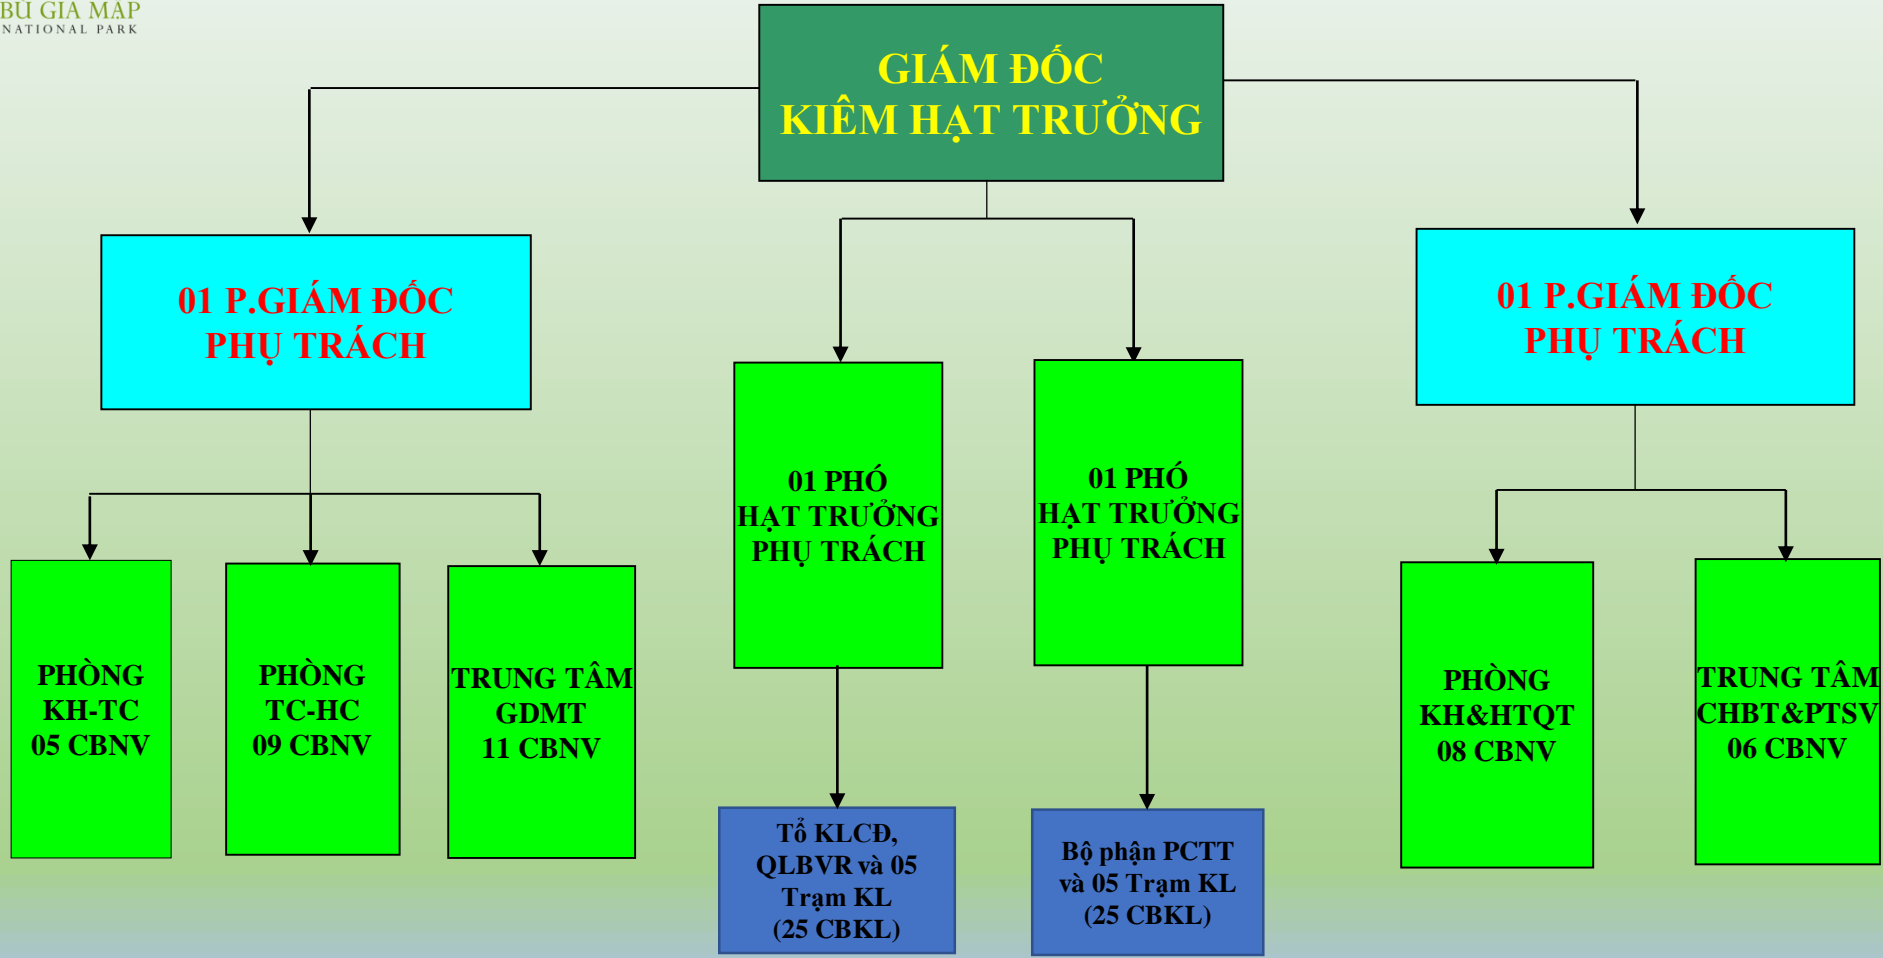 BÙ GIA MẬP
NATIONAL PARK
GIÁM ĐỐC
KIÊM HẠT TRƯỞNG
01 P.GIÁM ĐỐC
PHỤ TRÁCH
01 P.GIÁM ĐỐC
PHỤ TRÁCH
01 PHÓ
HẠT TRƯỞNG
PHỤ TRÁCH
01 PHÓ
HẠT TRƯỞNG
PHỤ TRÁCH
PHÒNG
KH-TC
05 CBNV
PHÒNG
TC-HC
09 CBNV
TRUNG TÂM
GDMT
11 CBNV
PHÒNG
KH&HTQT
08 CBNV
TRUNG TÂM
CHBT&PTSV
06 CBNV
Tổ KLCĐ,
QLBVR và 05
Trạm KL
(25 CBKL)
Bộ phận PCTT
và 05 Trạm KL
(25 CBKL)